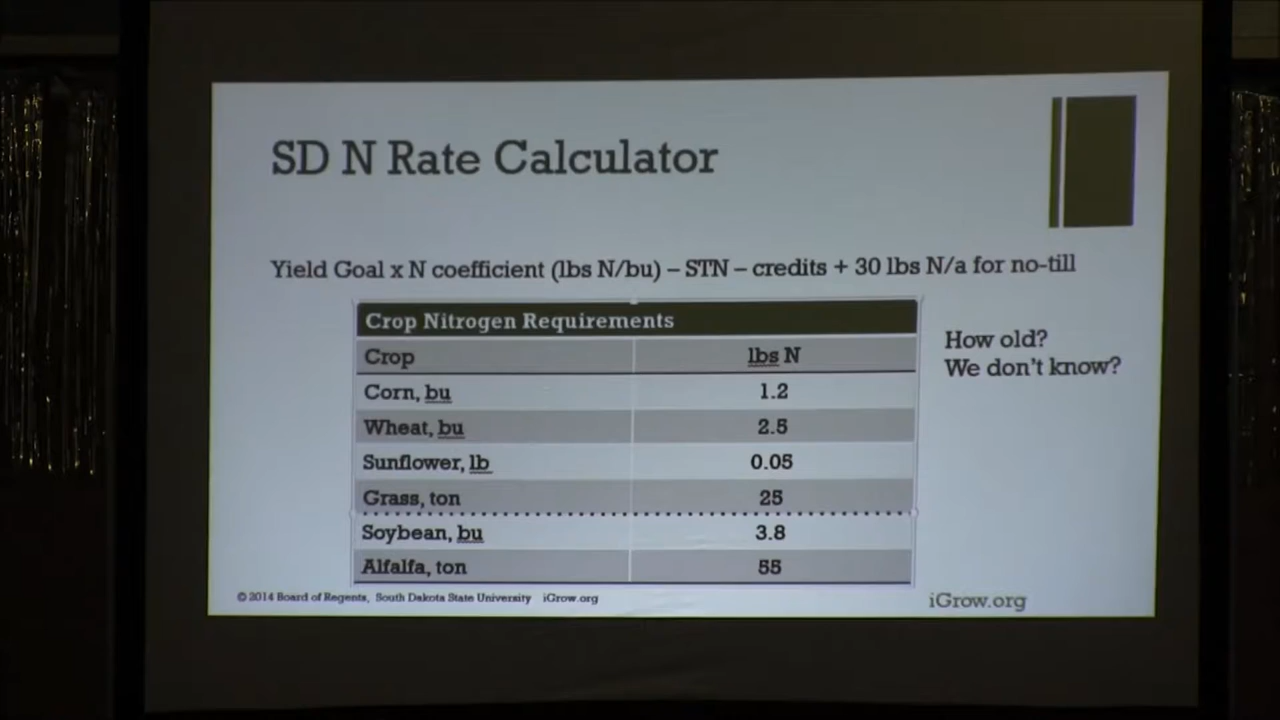 SD N Rate Calculator
Yield Goal x N coefficient (lbs N/bu) – STN – credits + 30 lbs N/a for no-till
Crop Nitrogen Requirements
Crop lbs N
Corn, bu 1.2
Wheat, bu 2.5
Sunflower, lb 0.05
Grass, ton 25
Soybean, bu 3.8
Alfalfa, ton 55
How old?
We don't know?
© 2014 Board of Regents, South Dakota State University iGrow.org
iGrow.org